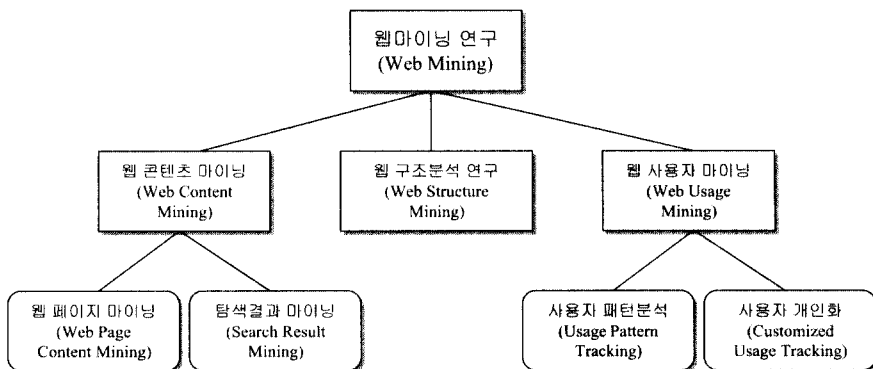 웹마이닝 연구
(Web Mining)
웹 콘텐츠 마이닝
(Web Content
Mining)
웹 구조분석 연구
(Web Structure
Mining)
웹 사용자 마이닝
(Web Usage
Mining)
웹 페이지 마이닝
(Web Page
Content Mining)
탐색결과 마이닝
(Search Result
Mining)
사용자 패턴분석
(Usage Pattern
Tracking)
사용자 개인화
(Customized
Usage Tracking)